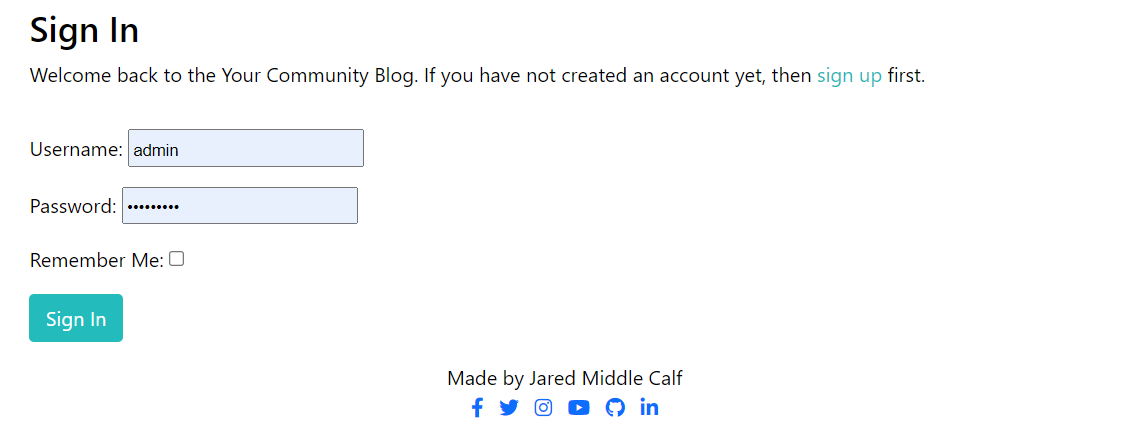 Sign In
Welcome back to the Your Community Blog. If you have not created an account yet, then sign up first.
Username: admin
Password: •••••••••
Remember Me:
Sign In
Made by Jared Middle Calf